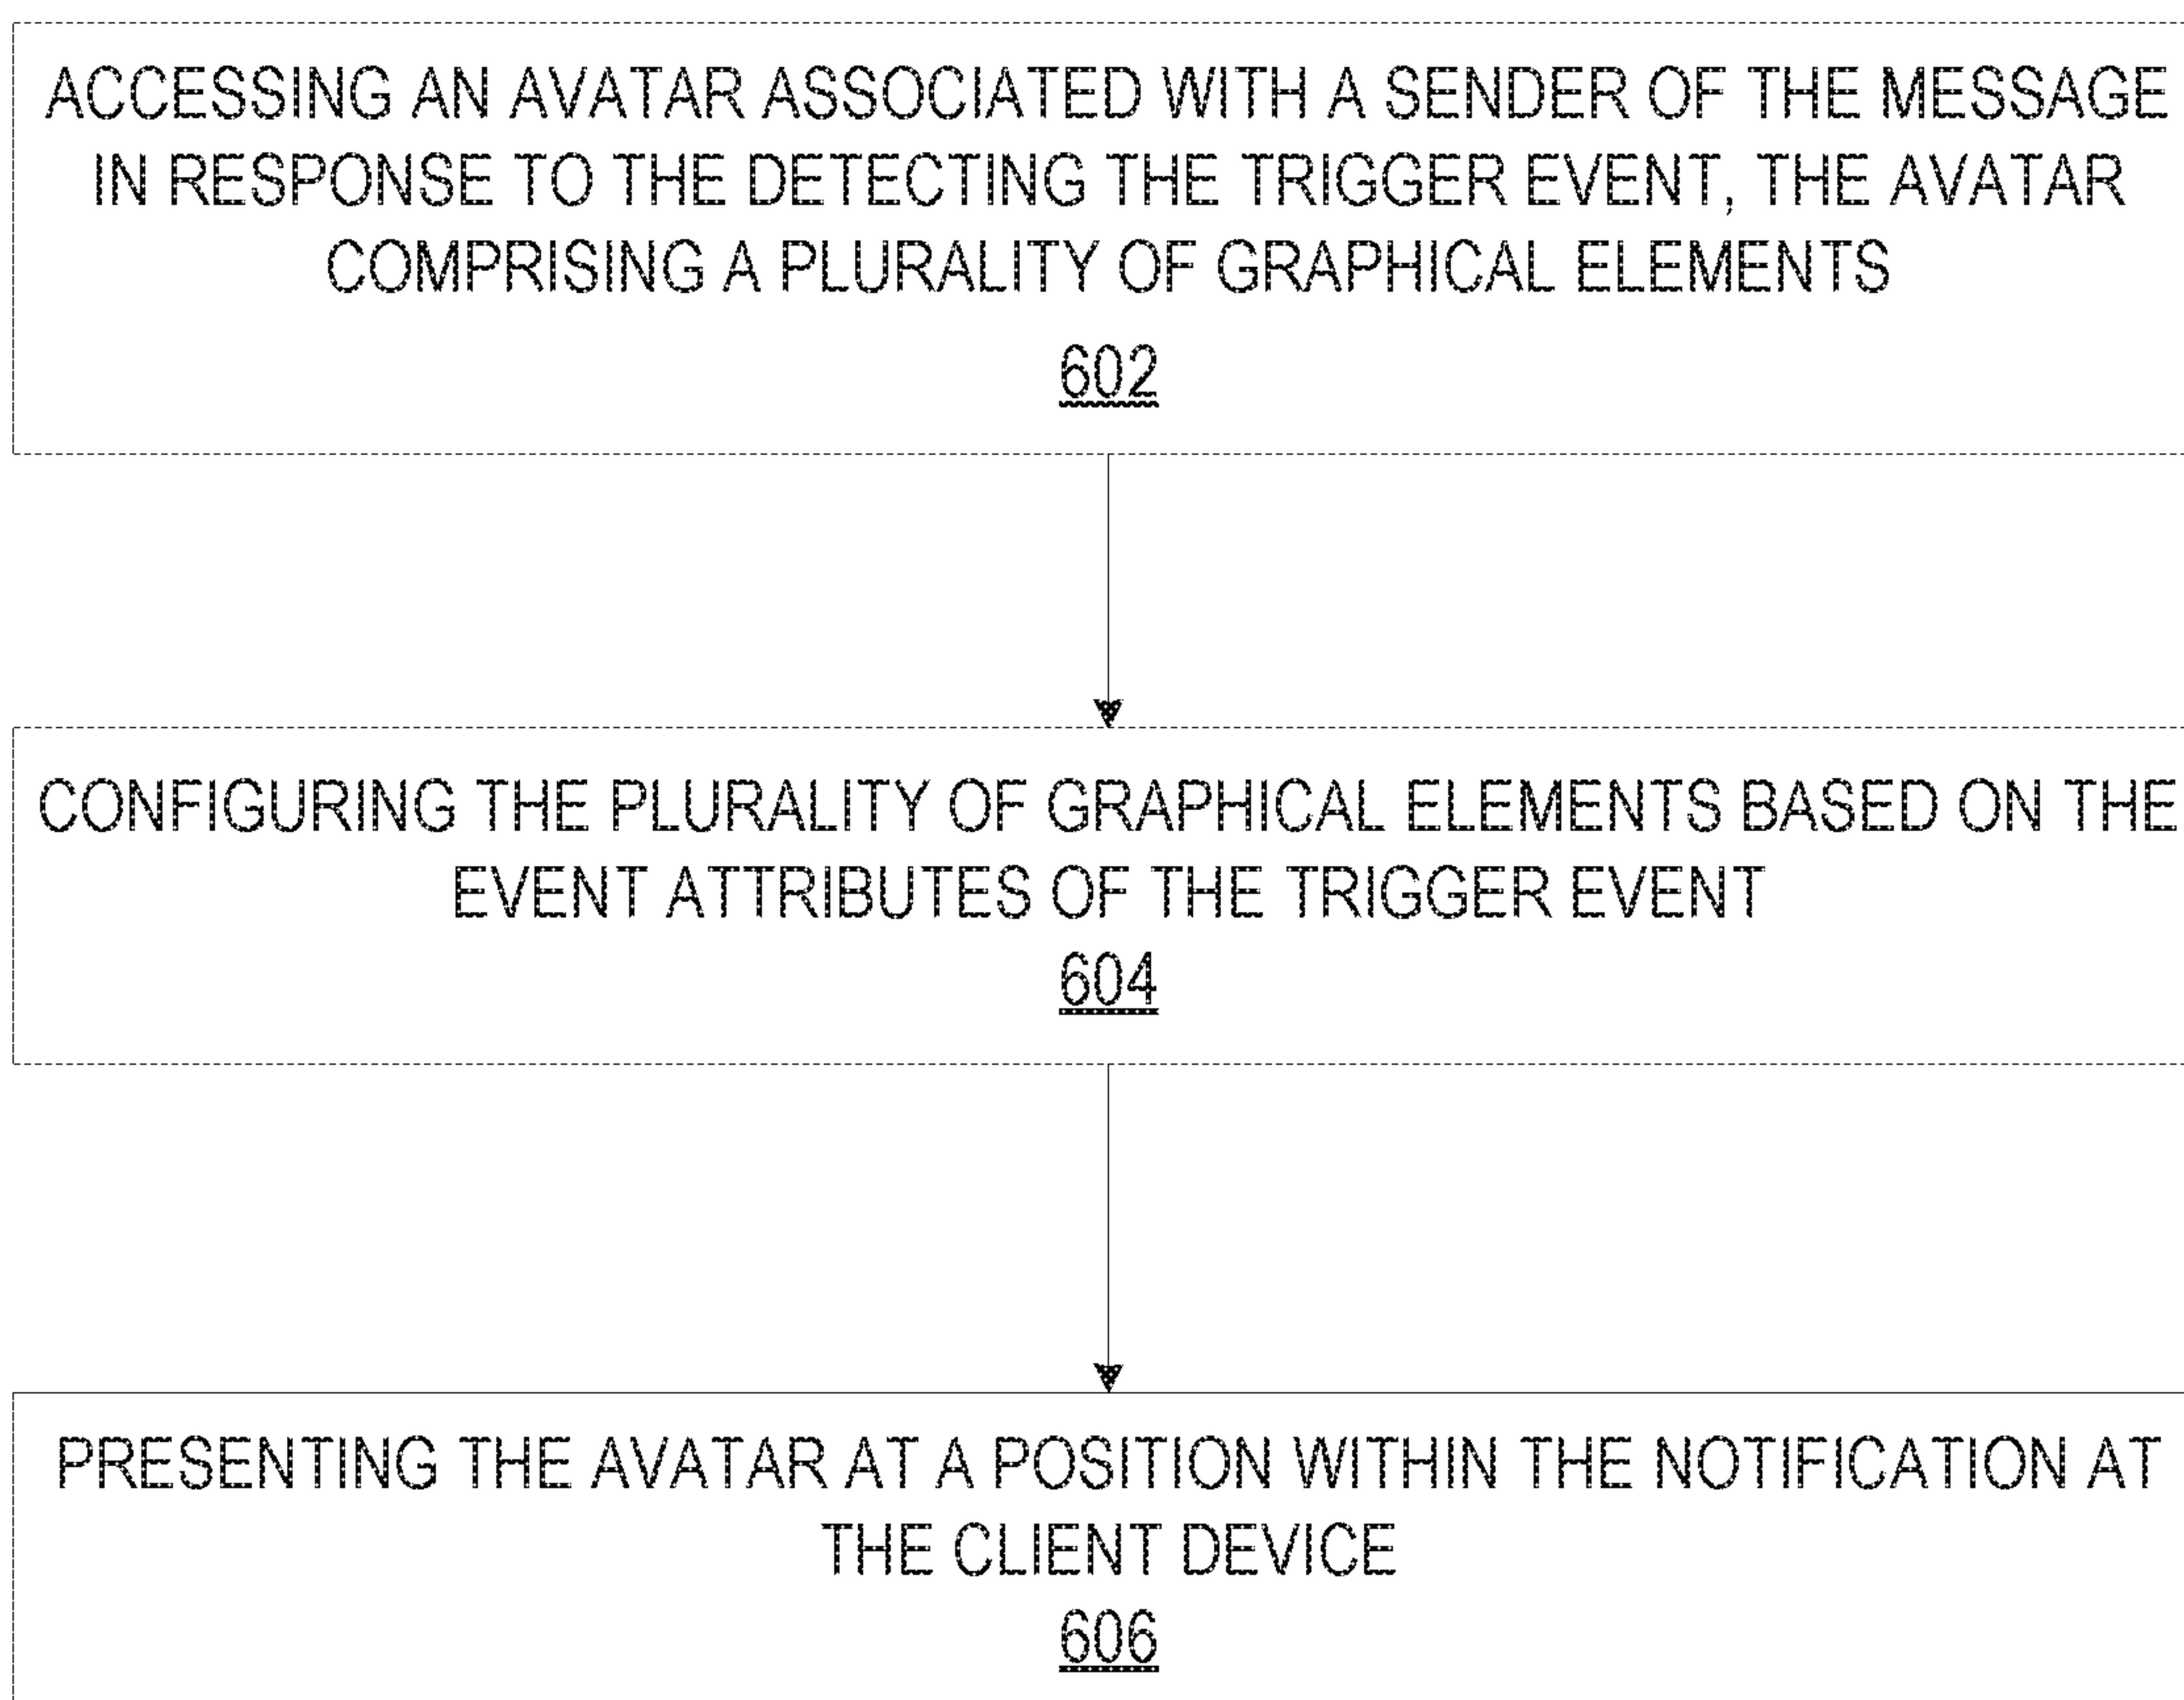 ACCESSING AN AVATAR ASSOCIATED WITH A SENDER OF THE MESSAGE
IN RESPONSE TO THE DETECTING THE TRIGGER EVENT, THE AVATAR
COMPRISING A PLURALITY OF GRAPHICAL ELEMENTS
602
CONFIGURING THE PLURALITY OF GRAPHICAL ELEMENTS BASED ON THE
EVENT ATTRIBUTES OF THE TRIGGER EVENT
604
PRESENTING THE AVATAR AT A POSITION WITHIN THE NOTIFICATION AT
THE CLIENT DEVICE
606